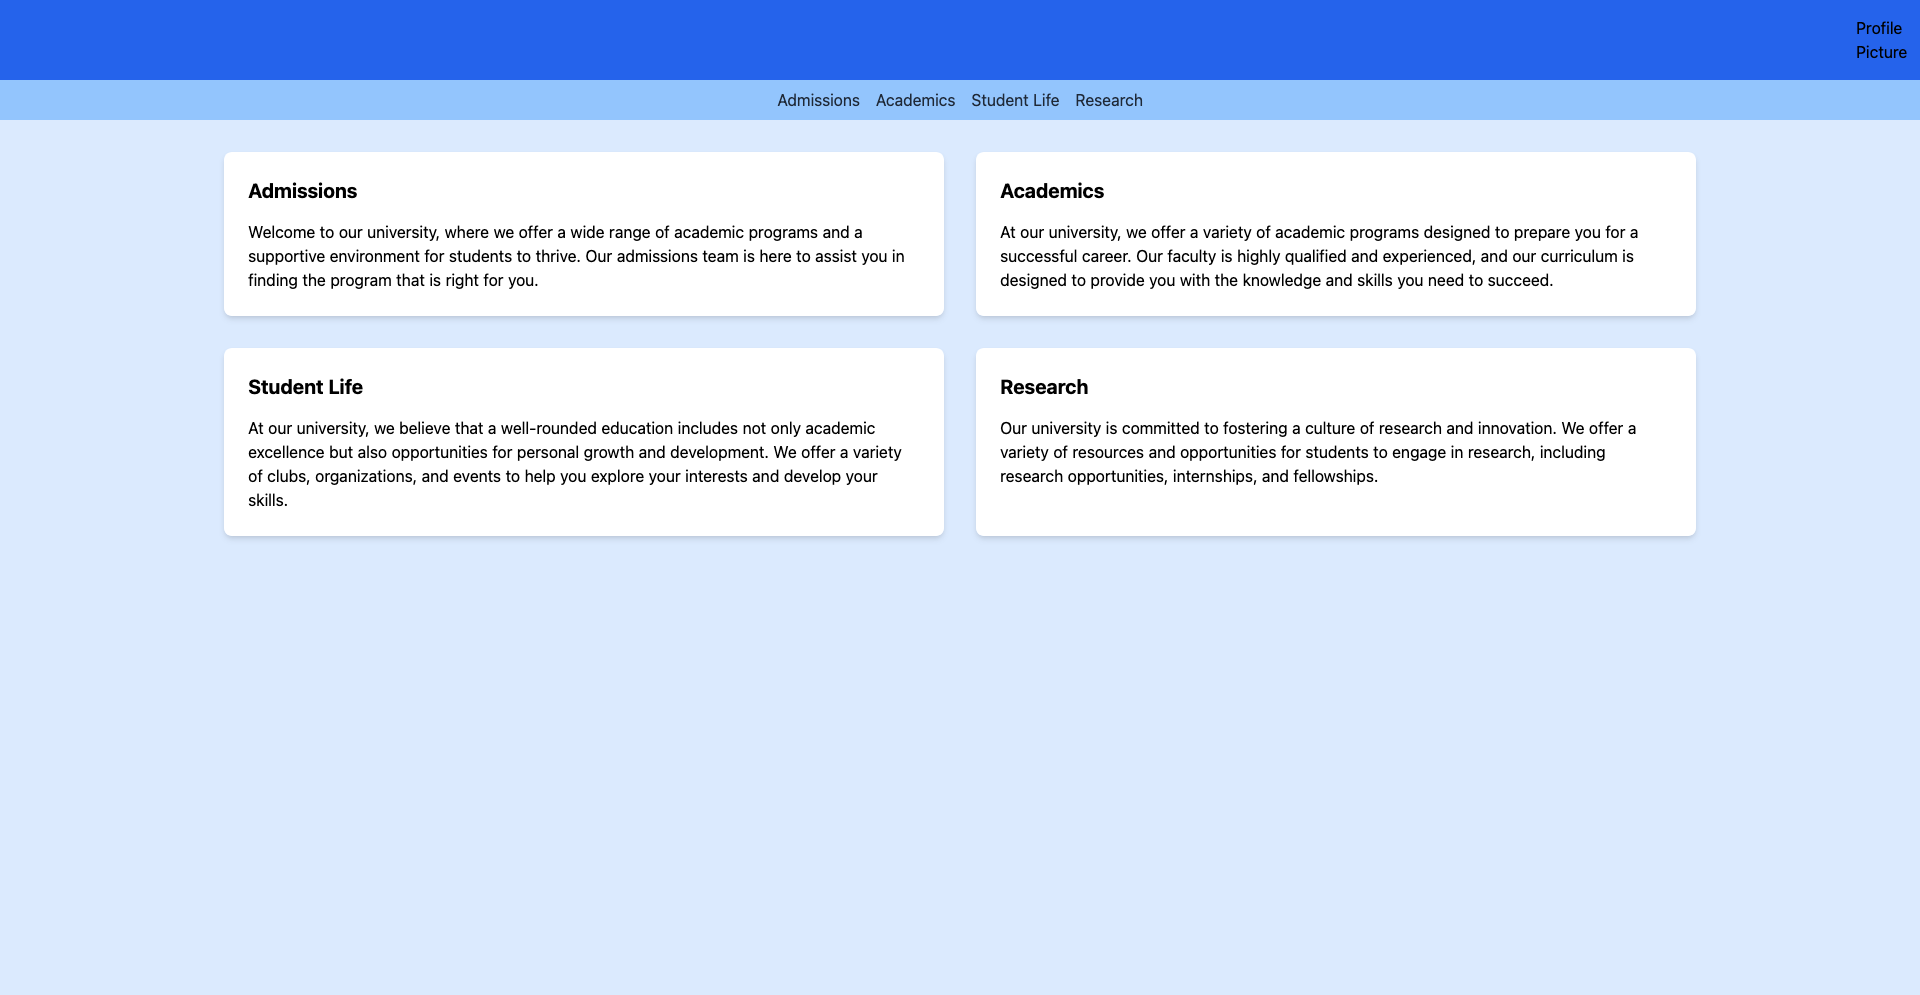 Profile
Picture
Admissions Academics Student Life Research
Admissions
Welcome to our university, where we offer a wide range of academic programs and a
supportive environment for students to thrive. Our admissions team is here to assist you in
finding the program that is right for you.
Academics
At our university, we offer a variety of academic programs designed to prepare you for a
successful career. Our faculty is highly qualified and experienced, and our curriculum is
designed to provide you with the knowledge and skills you need to succeed.
Student Life
At our university, we believe that a well-rounded education includes not only academic
excellence but also opportunities for personal growth and development. We offer a variety
of clubs, organizations, and events to help you explore your interests and develop your
skills.
Research
Our university is committed to fostering a culture of research and innovation. We offer a
variety of resources and opportunities for students to engage in research, including
research opportunities, internships, and fellowships.